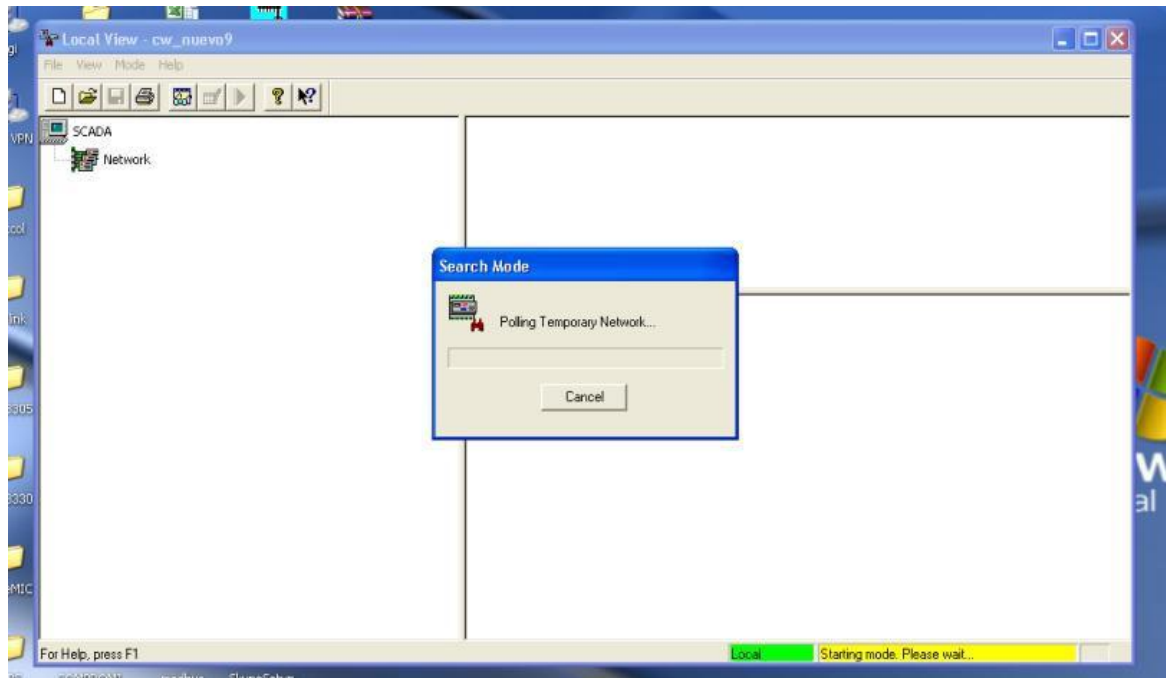 Local View - cw_nuevo9
File View Mode Help
SCADA
Network
Search Mode
Polling Temporary Network...
Cancel
For Help, press F1
Local
Starting mode. Please wait...
VPN